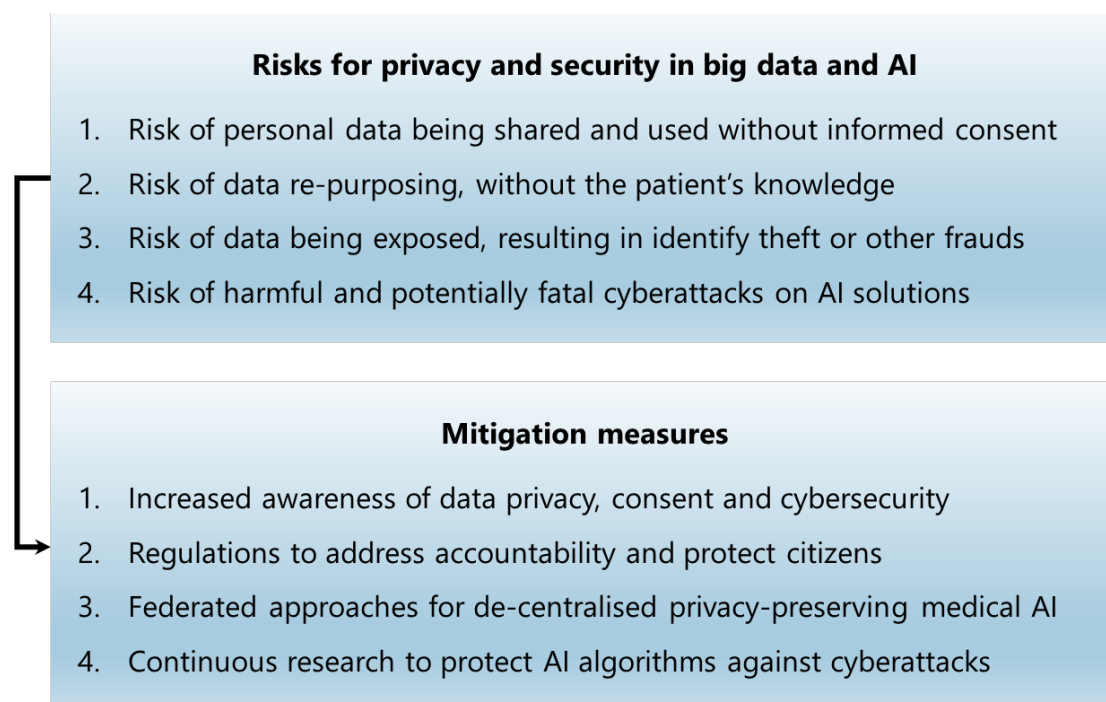 Risks for privacy and security in big data and AI
1. Risk of personal data being shared and used without informed consent
2. Risk of data re-purposing, without the patient’s knowledge
3. Risk of data being exposed, resulting in identify theft or other frauds
4. Risk of harmful and potentially fatal cyberattacks on AI solutions
Mitigation measures
1. Increased awareness of data privacy, consent and cybersecurity
2. Regulations to address accountability and protect citizens
3. Federated approaches for de-centralised privacy-preserving medical AI
4. Continuous research to protect AI algorithms against cyberattacks